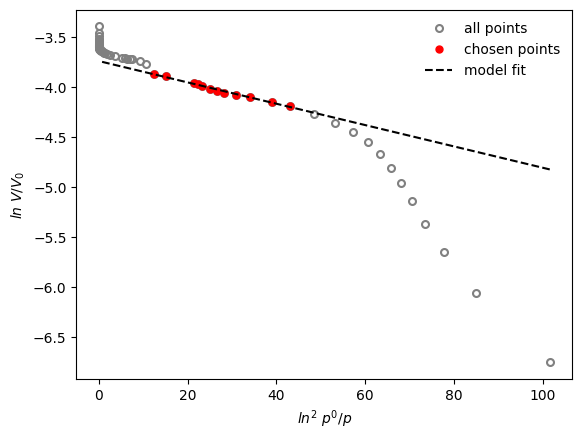 all points
chosen points
model fit
−3.5
−4.0
−4.5
−5.0
−5.5
−6.0
−6.5
ln V/V₀
0
20
40
60
80
100
ln² p⁰/p